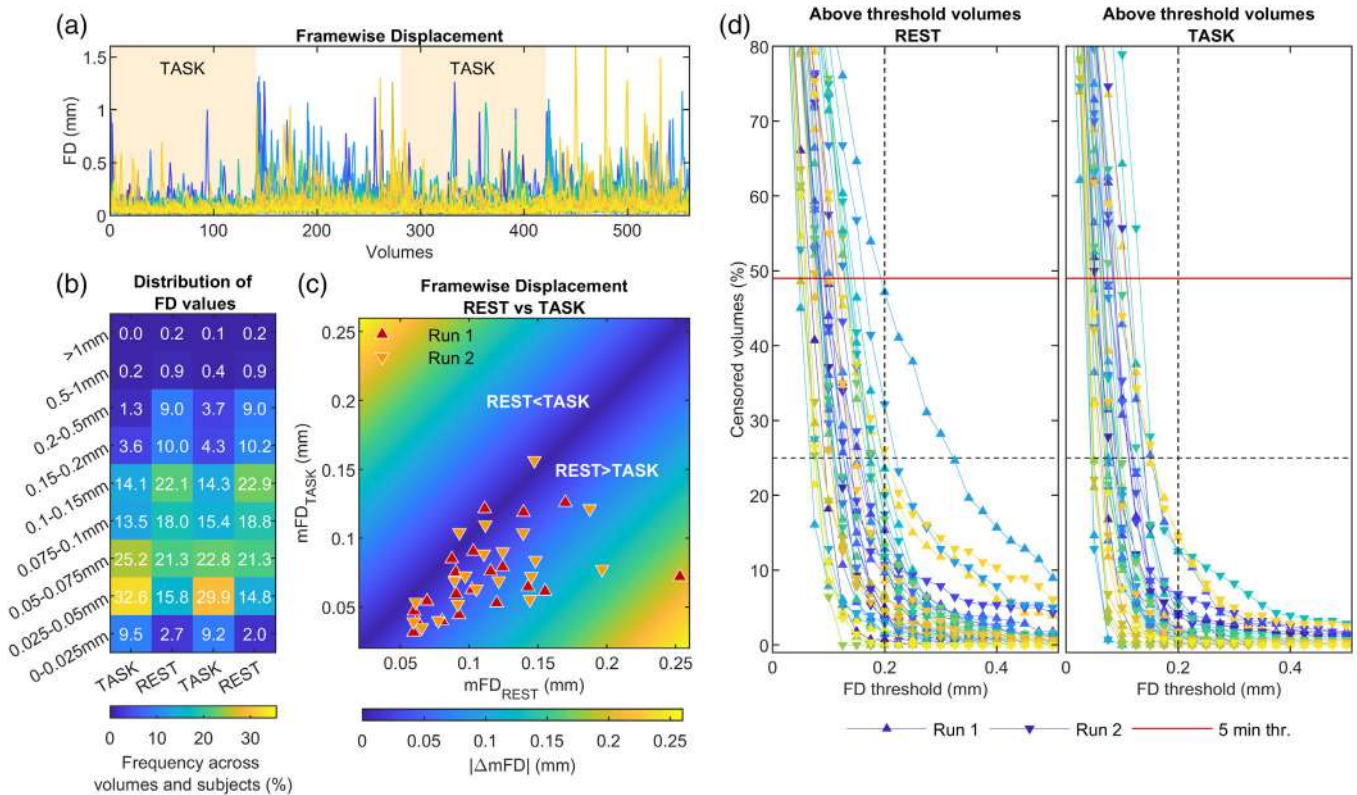 (a)
Framewise Displacement
TASK
TASK
FD (mm)
1.5
1
0.5
0
0
100
200
300
400
500
Volumes
(b)
Distribution of
FD values
>1mm 0.0 0.2 0.1 0.2
0.5-1mm 0.2 0.9 0.4 0.9
0.2-0.5mm 1.3 9.0 3.7 9.0
0.15-0.2mm 3.6 10.0 4.3 10.2
0.1-0.15mm 14.1 22.1 14.3 22.9
0.075-0.1mm 13.5 18.0 15.4 18.8
0.05-0.075mm 25.2 21.3 22.8 21.3
0.025-0.05mm 32.6 15.8 29.9 14.8
0-0.025mm 9.5 2.7 9.2 2.0
TASK REST TASK REST
0 10 20 30
Frequency across
volumes and subjects (%)
(c)
Framewise Displacement
REST vs TASK
Run 1
Run 2
REST<TASK
REST>TASK
mFD_TASK (mm)
0.25
0.2
0.15
0.1
0.05
0.05 0.1 0.15 0.2 0.25
mFD_REST (mm)
0 0.05 0.1 0.15 0.2 0.25
|ΔmFD| (mm)
(d)
Above threshold volumes
REST
Above threshold volumes
TASK
Censored volumes (%)
80
70
60
50
40
30
20
10
0
0 0.2 0.4
FD threshold (mm)
0 0.2 0.4
FD threshold (mm)
Run 1
Run 2
5 min thr.